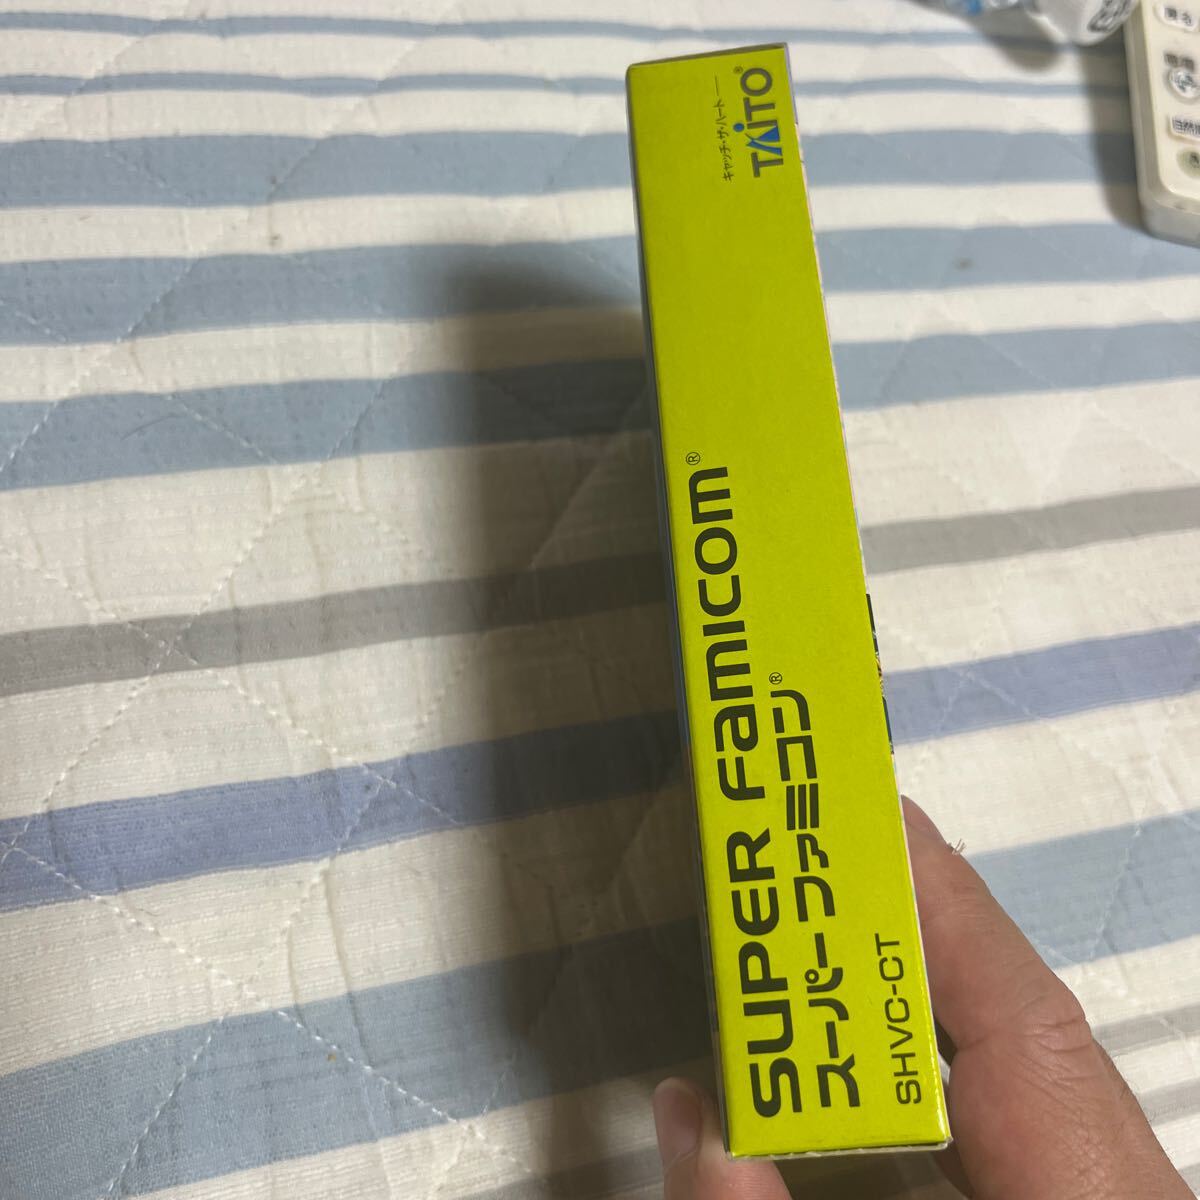 キャッチ・ザ・ハート
TAITO®
SUPER Famicom®
スーパーファミコン®
SHVC-CT